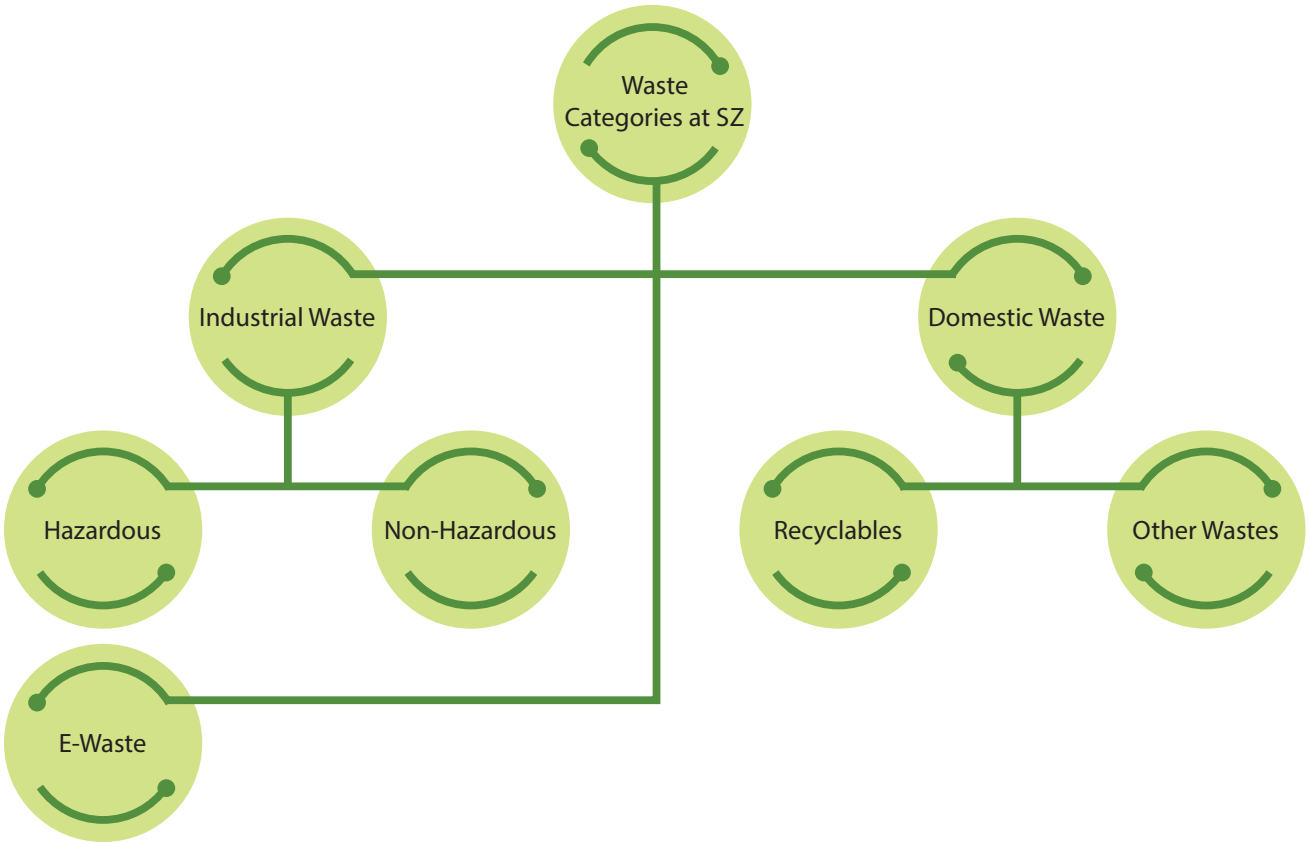 Waste
Categories at SZ
Industrial Waste
Domestic Waste
Hazardous
Non-Hazardous
Recyclables
Other Wastes
E-Waste